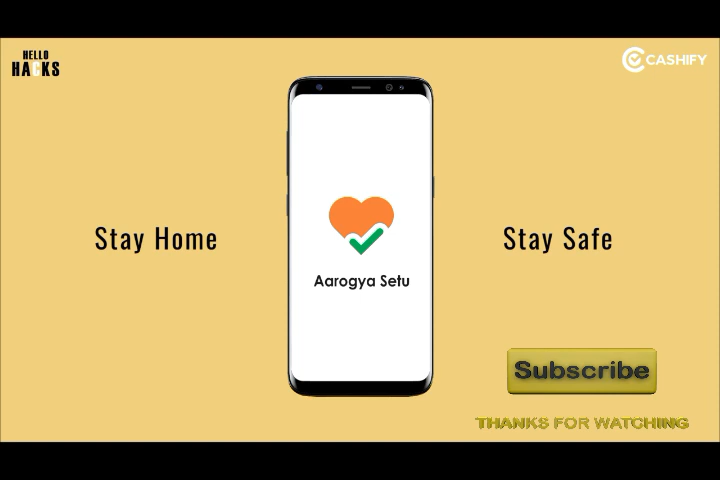 HELLO
HACKS
CASHIFY
Stay Home
Aarogya Setu
Stay Safe
Subscribe
THANKS FOR WATCHING